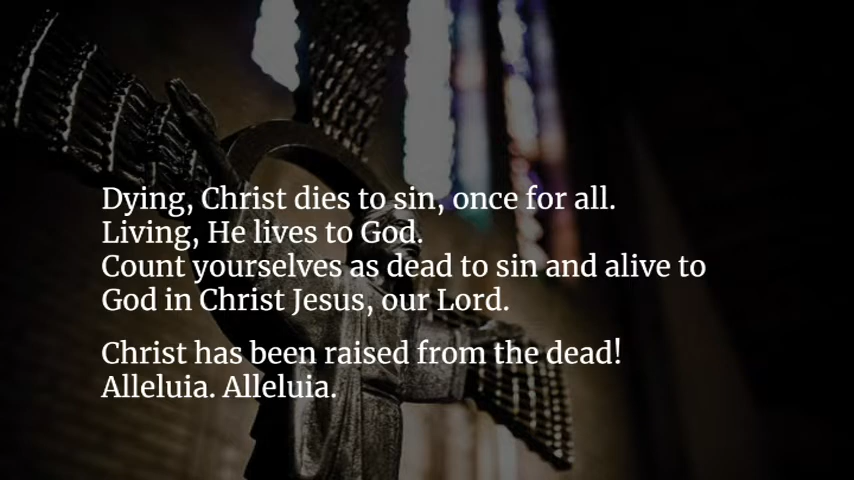 Dying, Christ dies to sin, once for all.
Living, He lives to God.
Count yourselves as dead to sin and alive to
God in Christ Jesus, our Lord.
Christ has been raised from the dead!
Alleluia. Alleluia.